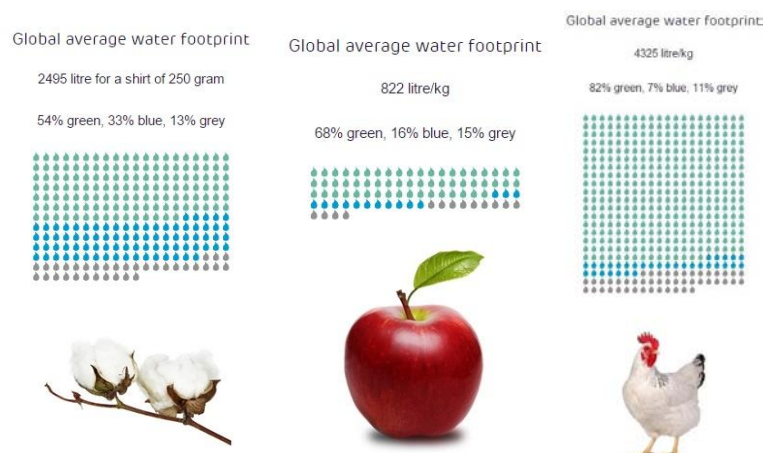 Global average water footprint
2495 litre for a shirt of 250 gram
54% green, 33% blue, 13% grey
Global average water footprint
822 litre/kg
68% green, 16% blue, 15% grey
Global average water footprint:
4325 litre/kg
82% green, 7% blue, 11% grey